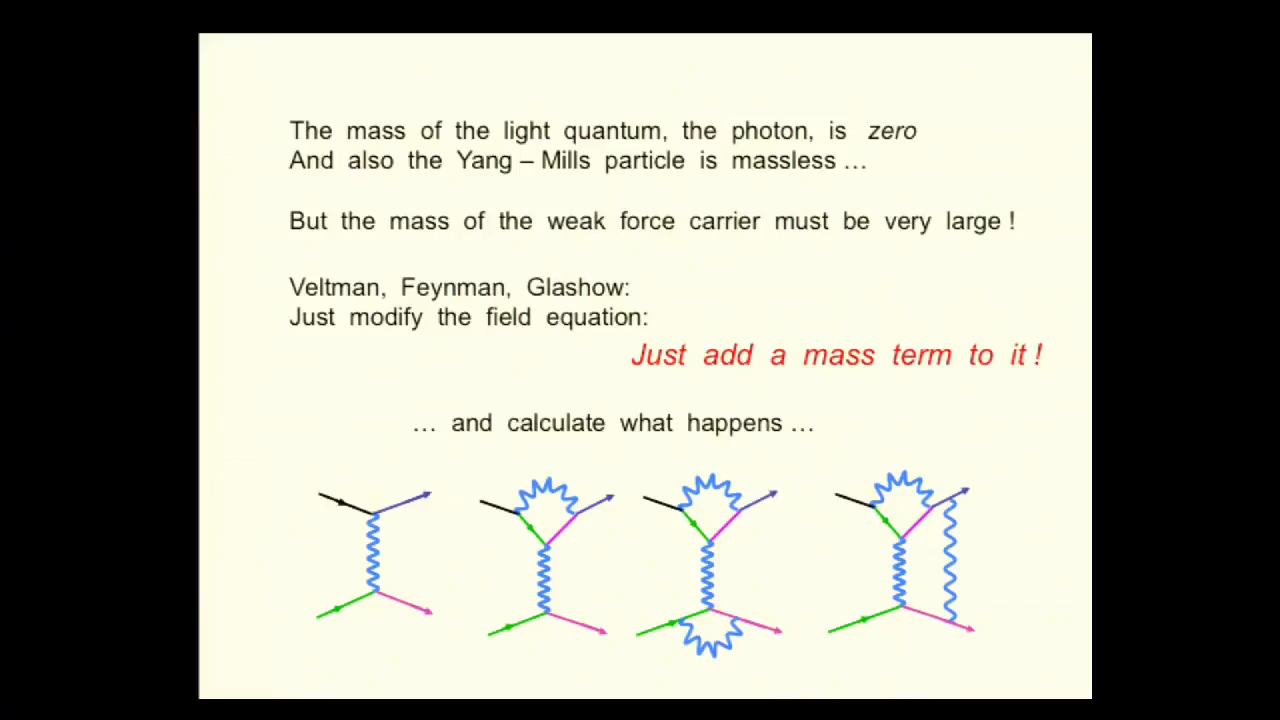 The mass of the light quantum, the photon, is zero
And also the Yang – Mills particle is massless …
But the mass of the weak force carrier must be very large !
Veltman, Feynman, Glashow:
Just modify the field equation:
Just add a mass term to it !
… and calculate what happens …